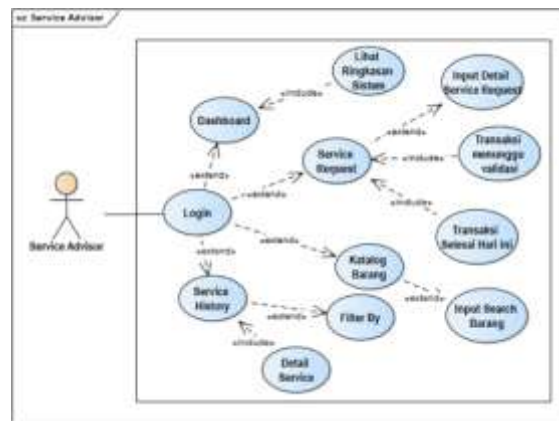 uc Service Advisor
Lihat
Ringkasan
Sistem
Input Detail
Service Request
«include»
Dashboard
«extend»
Service
Request
«include»
Transaksi
menunggu
validasi
«extend»
«extend»
Login
«include»
Service Advisor
«extend»
«extend»
Transaksi
Selesai Hari ini
Katalog
Barang
Service
History
«extend»
Filter By
«extend»
Input Search
Barang
«include»
Detail
Service